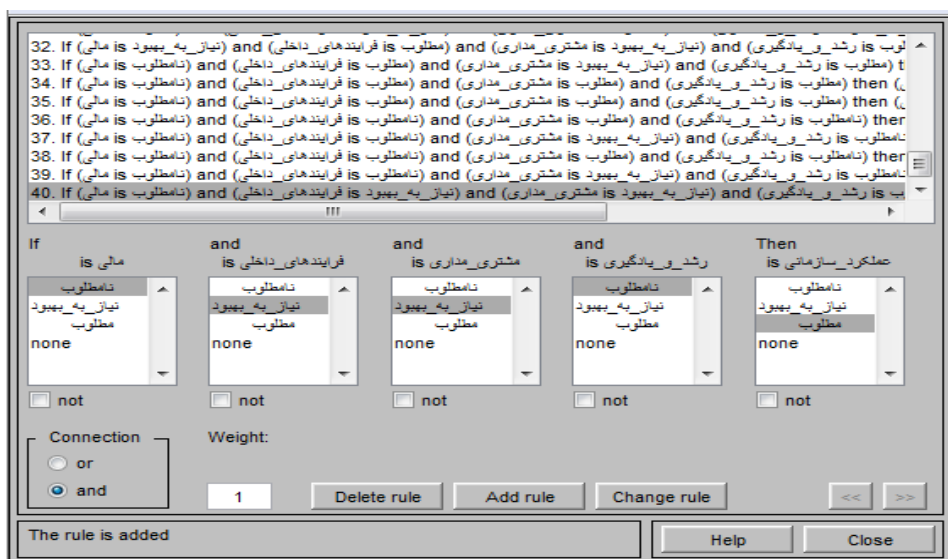 32. If (مالی is نیاز_به_بهبود) and (فرایندهای_داخلی is مطلوب) and (مشتری_مداری is نیاز_به_بهبود) and (رشد_و_یادگیری is
33. If (مالی is مطلوب) and (فرایندهای_داخلی is مطلوب) and (مشتری_مداری is نیاز_به_بهبود) and (رشد_و_یادگیری is مطلوب) t
34. If (مالی is نامطلوب) and (فرایندهای_داخلی is مطلوب) and (مشتری_مداری is مطلوب) and (رشد_و_یادگیری is مطلوب) then (
35. If (مالی is نامطلوب) and (فرایندهای_داخلی is نامطلوب) and (مشتری_مداری is مطلوب) and (رشد_و_یادگیری is مطلوب) then (
36. If (مالی is نامطلوب) and (فرایندهای_داخلی is نامطلوب) and (مشتری_مداری is نامطلوب) and (رشد_و_یادگیری is نامطلوب) then
37. If (مالی is نامطلوب) and (فرایندهای_داخلی is نامطلوب) and (مشتری_مداری is نیاز_به_بهبود) and (رشد_و_یادگیری is نامطلوب
38. If (مالی is نامطلوب) and (فرایندهای_داخلی is نامطلوب) and (مشتری_مداری is مطلوب) and (رشد_و_یادگیری is نامطلوب) then
39. If (مالی is نامطلوب) and (فرایندهای_داخلی is نامطلوب) and (مشتری_مداری is نیاز_به_بهبود) and (رشد_و_یادگیری is نامطلوب
40. If (مالی is نامطلوب) and (فرایندهای_داخلی is نیاز_به_بهبود) and (مشتری_مداری is نیاز_به_بهبود) and (رشد_و_یادگیری is
If and and and Then
مالی is فرایندهای_داخلی is مشتری_مداری is رشد_و_یادگیری is عملکرد_سازمانی is
نامطلوب نامطلوب نامطلوب نامطلوب نامطلوب
نیاز_به_بهبود نیاز_به_بهبود نیاز_به_بهبود نیاز_به_بهبود نیاز_به_بهبود
مطلوب مطلوب مطلوب مطلوب مطلوب
none none none none none
not not not not not
Connection Weight:
or
and 1 Delete rule Add rule Change rule << >>
The rule is added Help Close